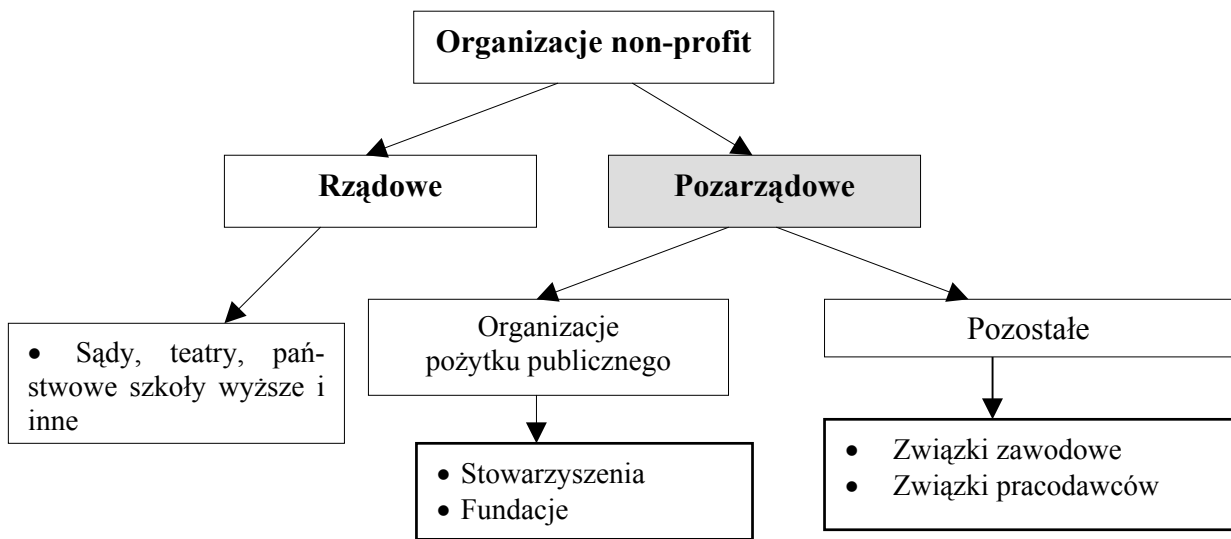 Organizacje non-profit
Rządowe
Pozarządowe
• Sądy, teatry, pań-
stwowe szkoły wyższe i
inne
Organizacje
pożytku publicznego
Pozostałe
• Stowarzyszenia
• Fundacje
• Związki zawodowe
• Związki pracodawców